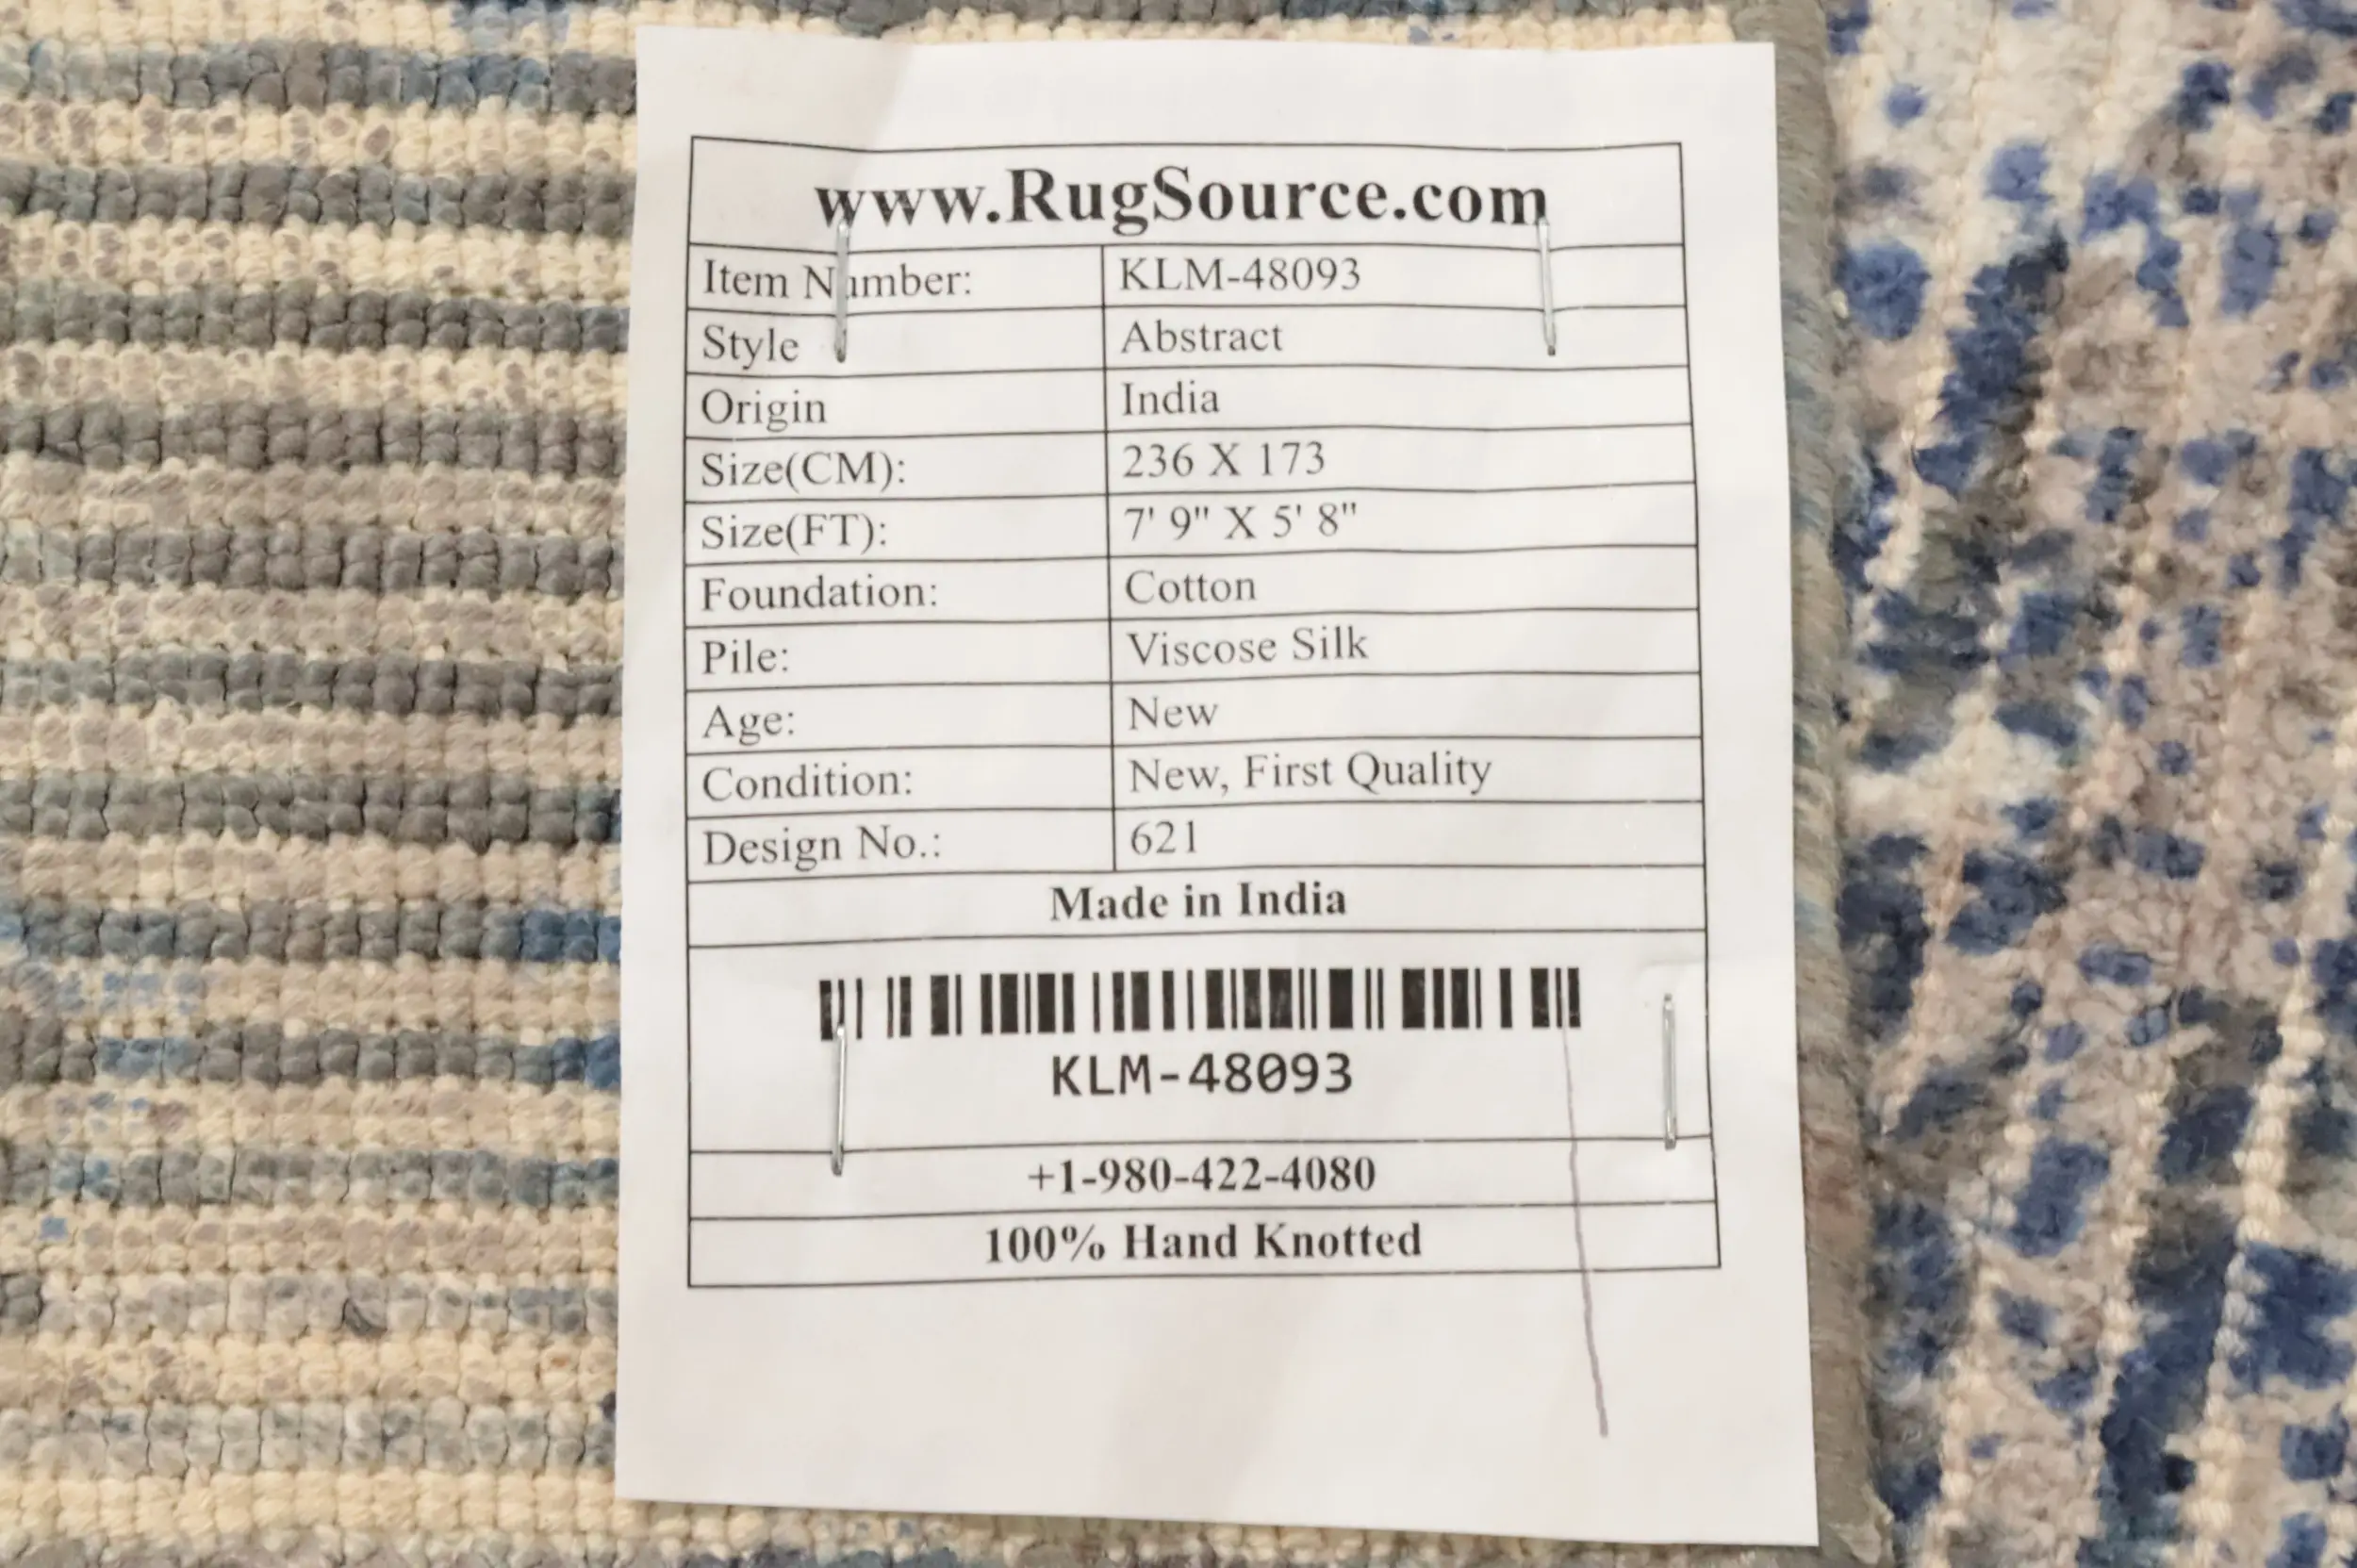 www.RugSource.com
Item Number: KLM-48093
Style Abstract
Origin India
Size(CM): 236 X 173
Size(FT): 7' 9" X 5' 8"
Foundation: Cotton
Pile: Viscose Silk
Age: New
Condition: New, First Quality
Design No.: 621
Made in India
KLM-48093
+1-980-422-4080
100% Hand Knotted